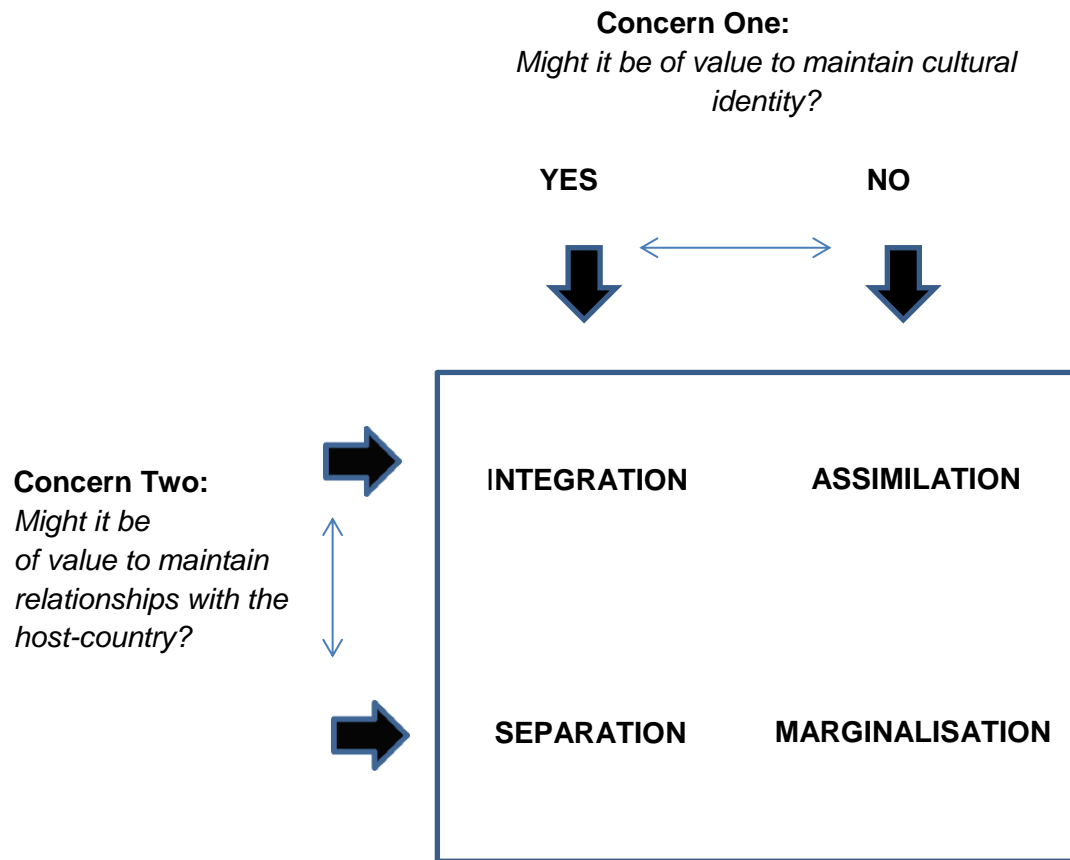 Concern One:
Might it be of value to maintain cultural
identity?
YES NO
INTEGRATION ASSIMILATION
Concern Two:
Might it be
of value to maintain
relationships with the
host-country?
SEPARATION MARGINALISATION